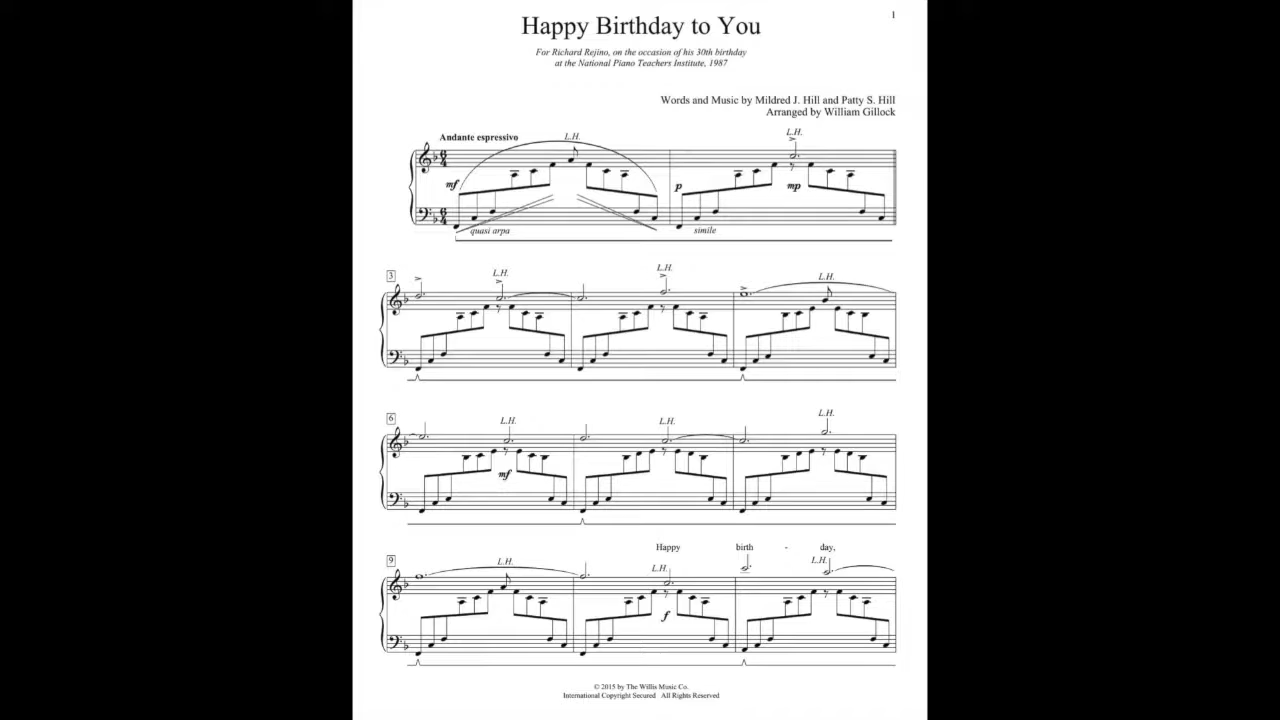 1
Happy Birthday to You
For Richard Rejino, on the occasion of his 30th birthday
at the National Piano Teachers Institute, 1987
Words and Music by Mildred J. Hill and Patty S. Hill
Arranged by William Gillock
Andante espressivo
L.H. L.H.
mf p mp
quasi arpa simile
3 L.H. L.H. L.H.
6 L.H. L.H. L.H.
mf
Happy birth - day,
9 L.H. L.H. L.H.
f
© 2015 by The Willis Music Co.
International Copyright Secured All Rights Reserved